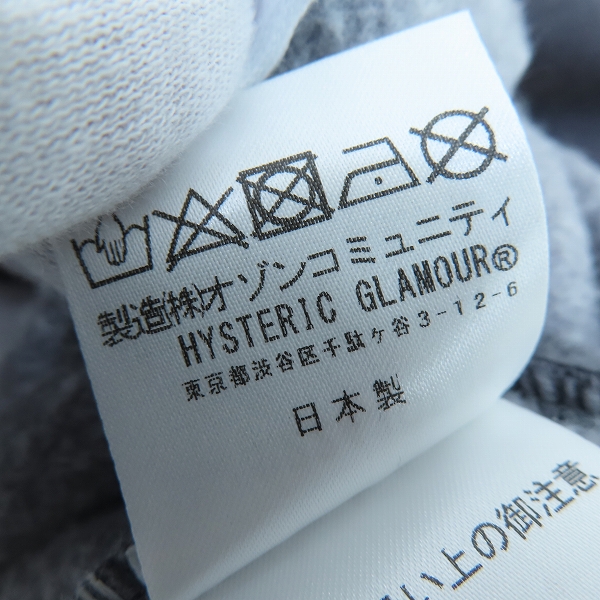 製造㈱オゾンコミュニティ
HYSTERIC GLAMOUR®
東京都渋谷区千駄ケ谷3-12-6
日本製
い上の御注意